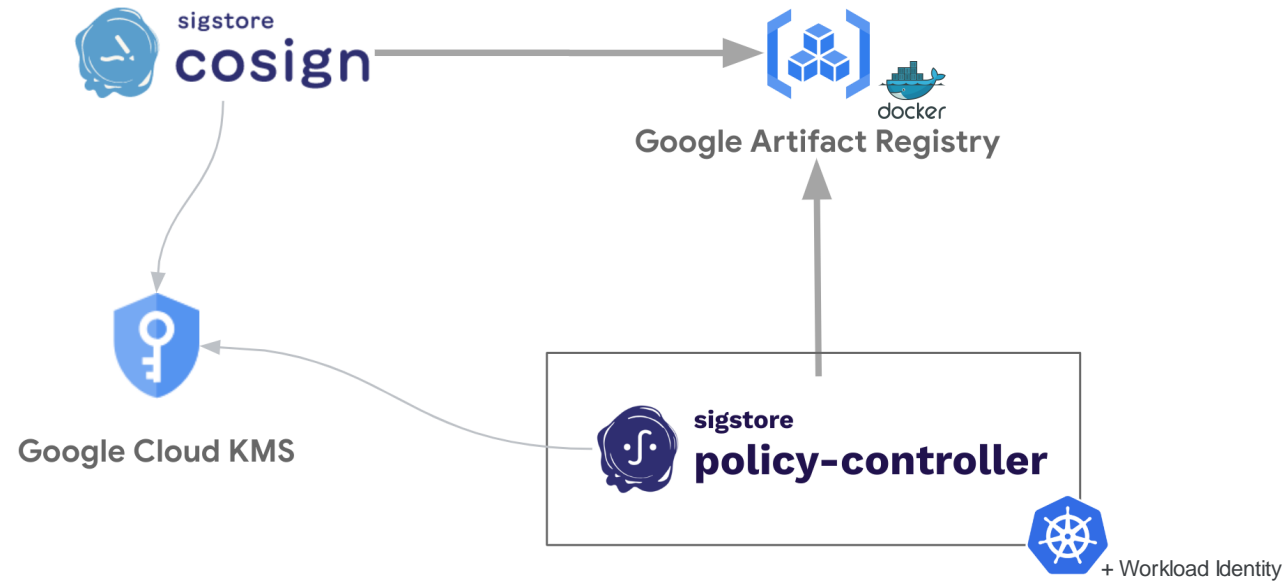 sigstore
cosign
docker
Google Artifact Registry
Google Cloud KMS
sigstore
policy-controller
+ Workload Identity